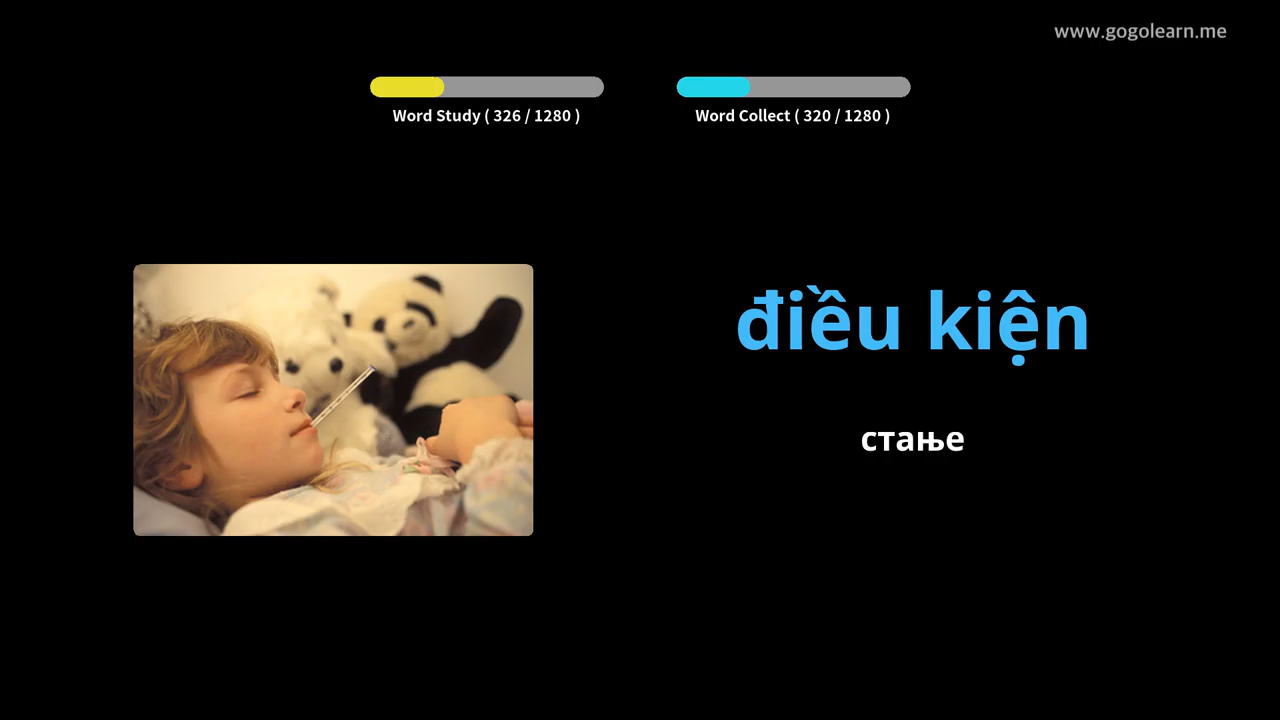 www.gogolearn.me
Word Study ( 326 / 1280 )
Word Collect ( 320 / 1280 )
điều kiện
стање